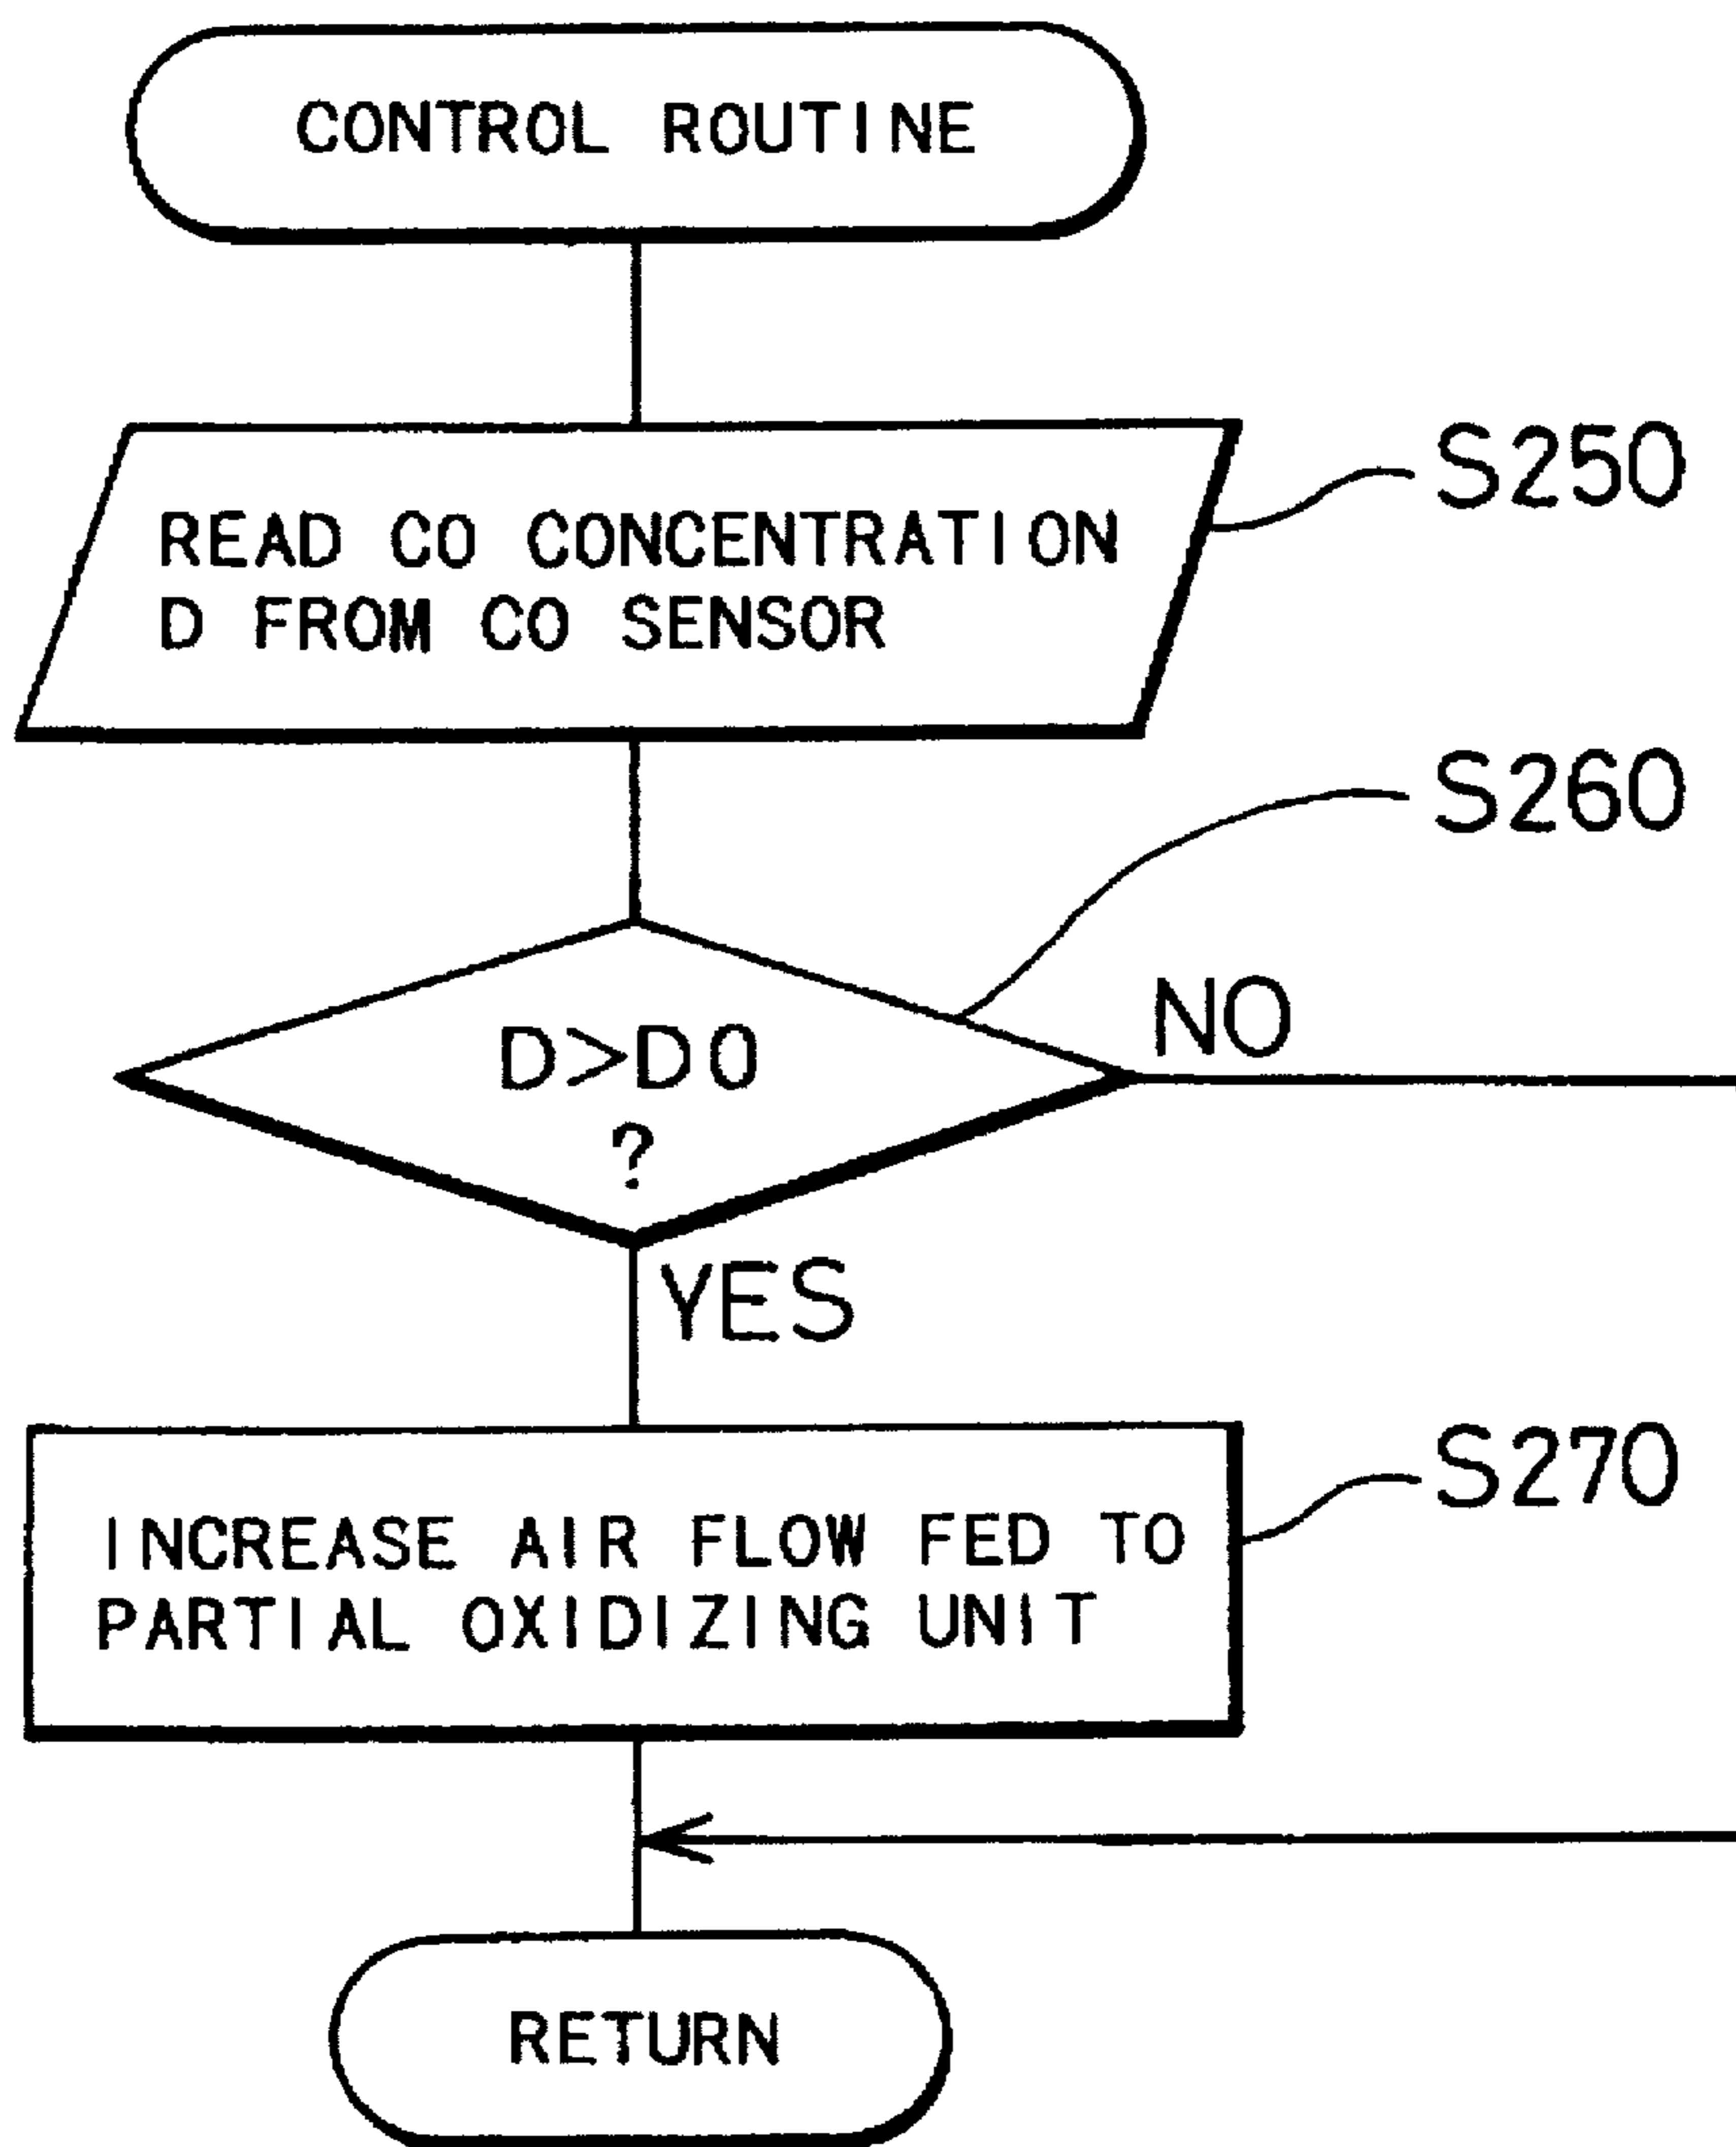 CONTROL ROUTINE
S250
READ CO CONCENTRATION
D FROM CO SENSOR
S260
NO
D>D0
?
YES
S270
INCREASE AIR FLOW FED TO
PARTIAL OXIDIZING UNIT
RETURN